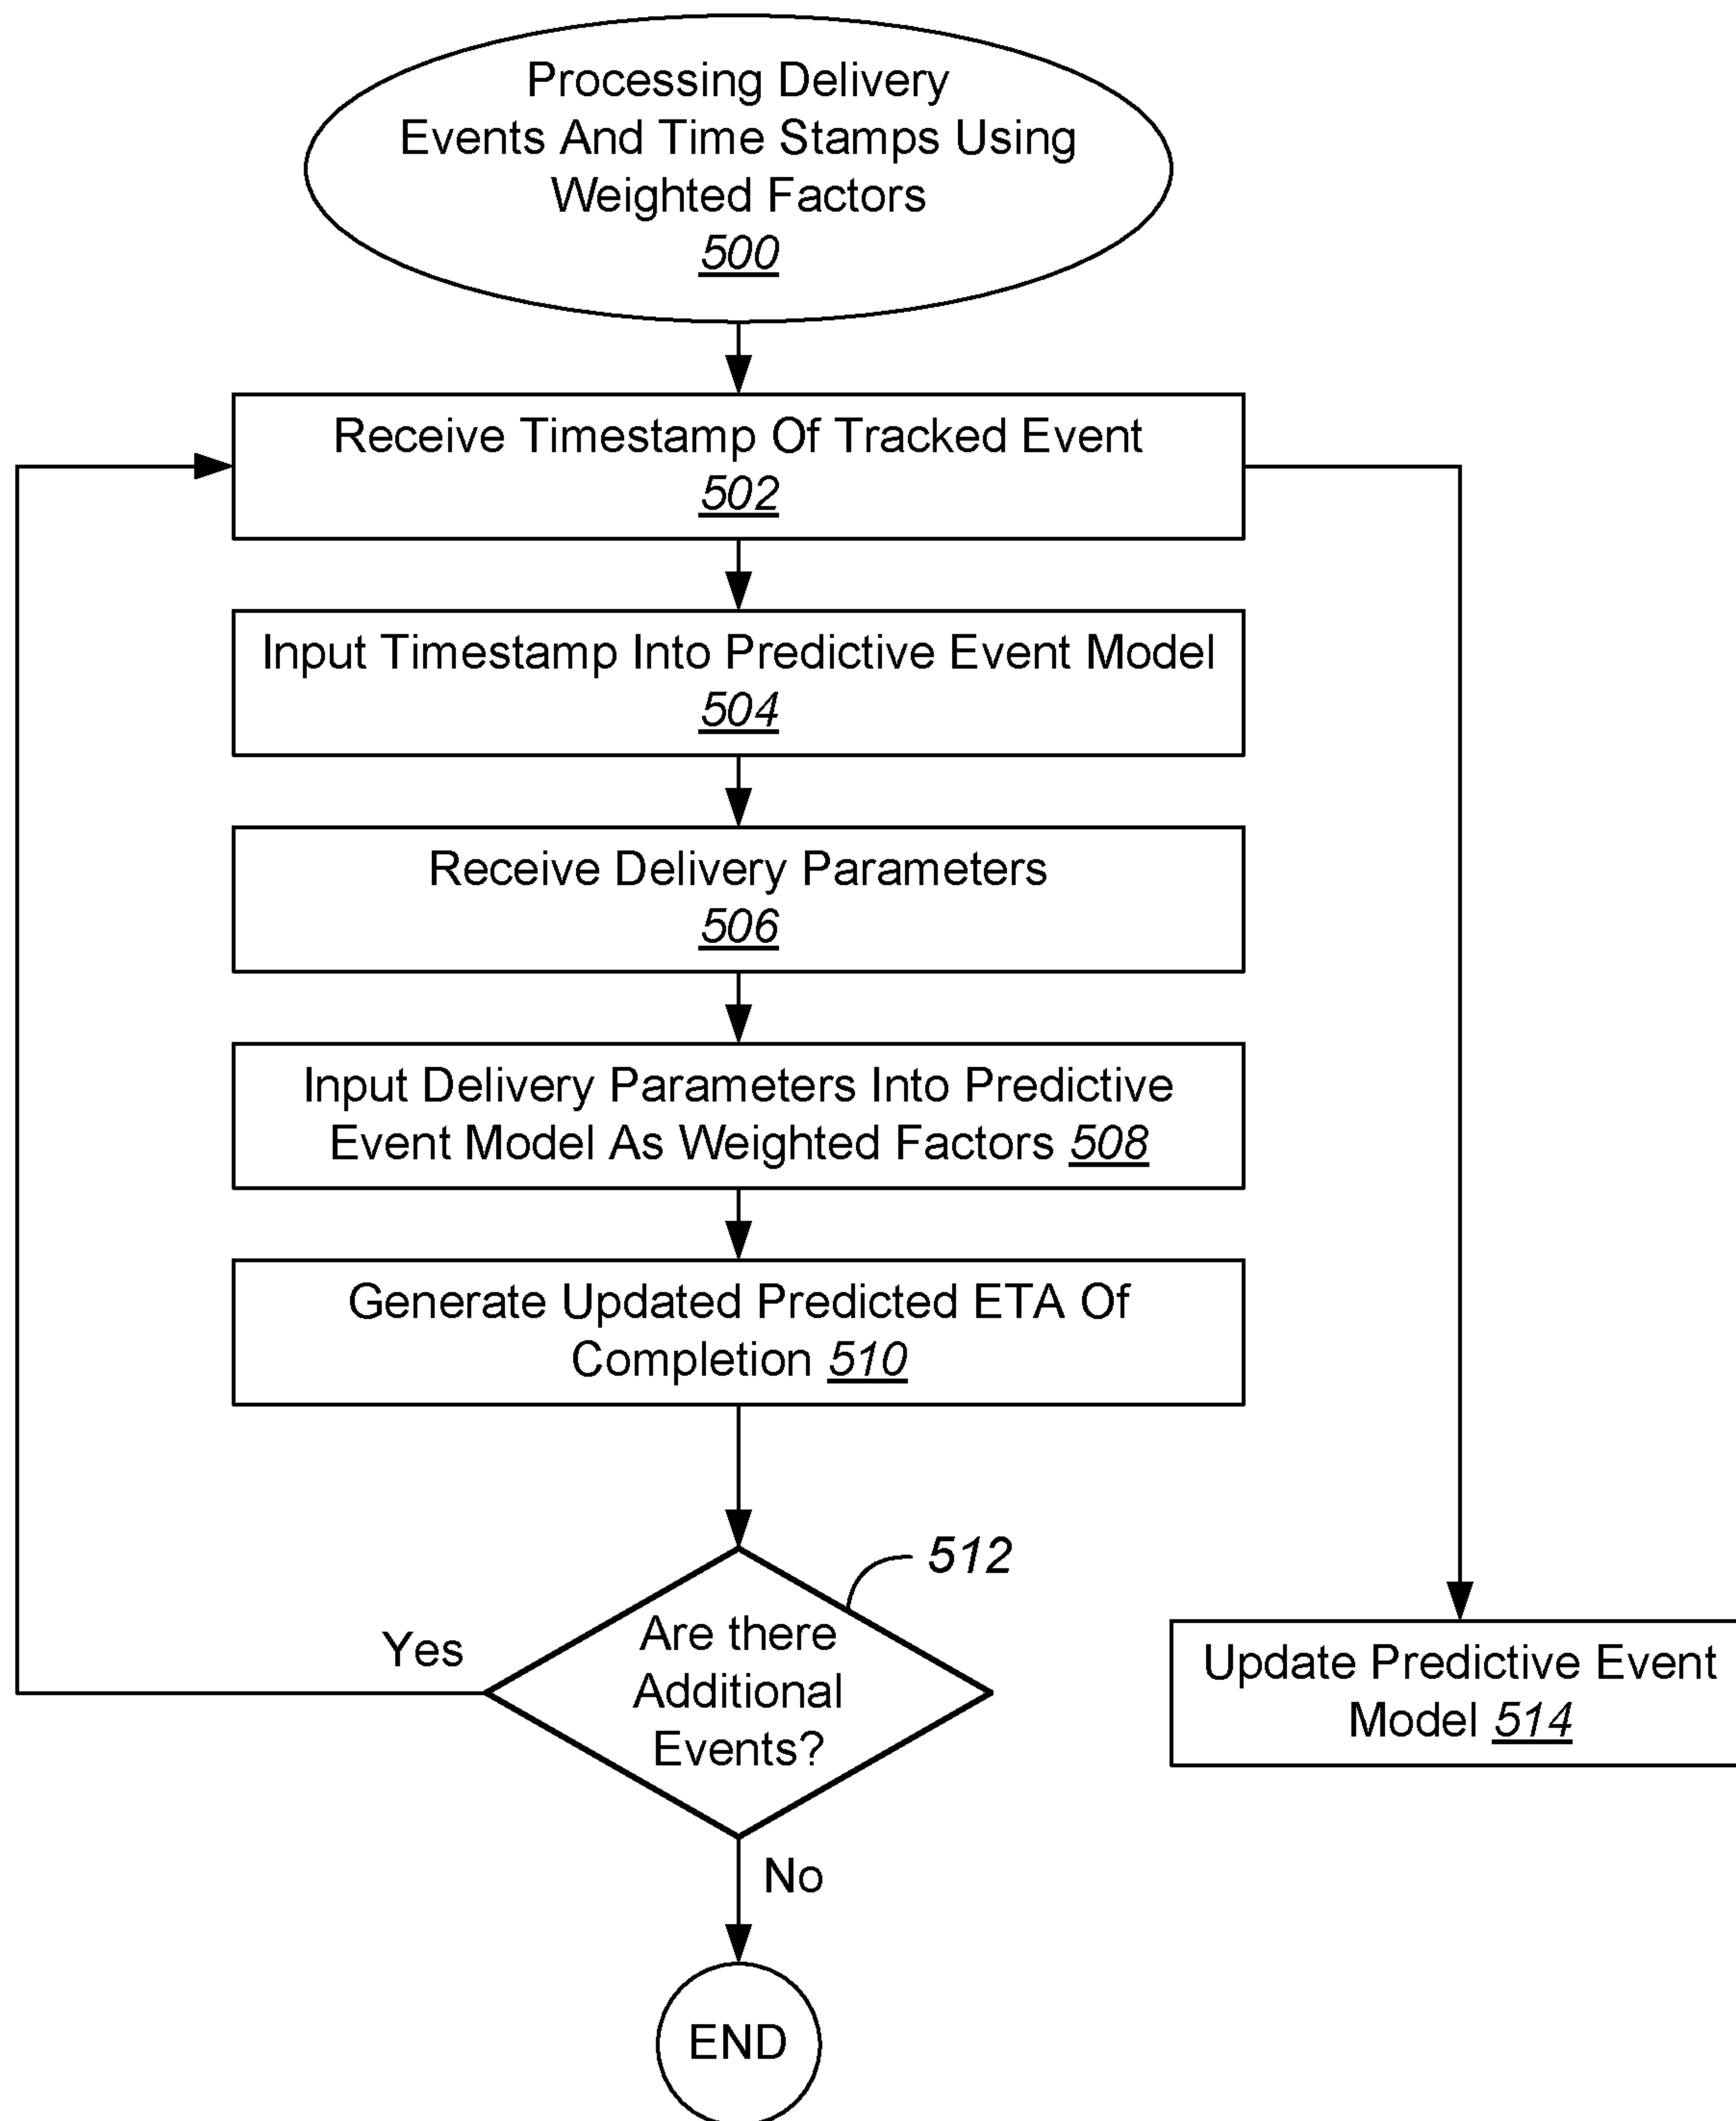 Processing Delivery
Events And Time Stamps Using
Weighted Factors
500
Receive Timestamp Of Tracked Event
502
Input Timestamp Into Predictive Event Model
504
Receive Delivery Parameters
506
Input Delivery Parameters Into Predictive
Event Model As Weighted Factors 508
Generate Updated Predicted ETA Of
Completion 510
512
Are there
Additional
Events?
Yes
No
Update Predictive Event
Model 514
END